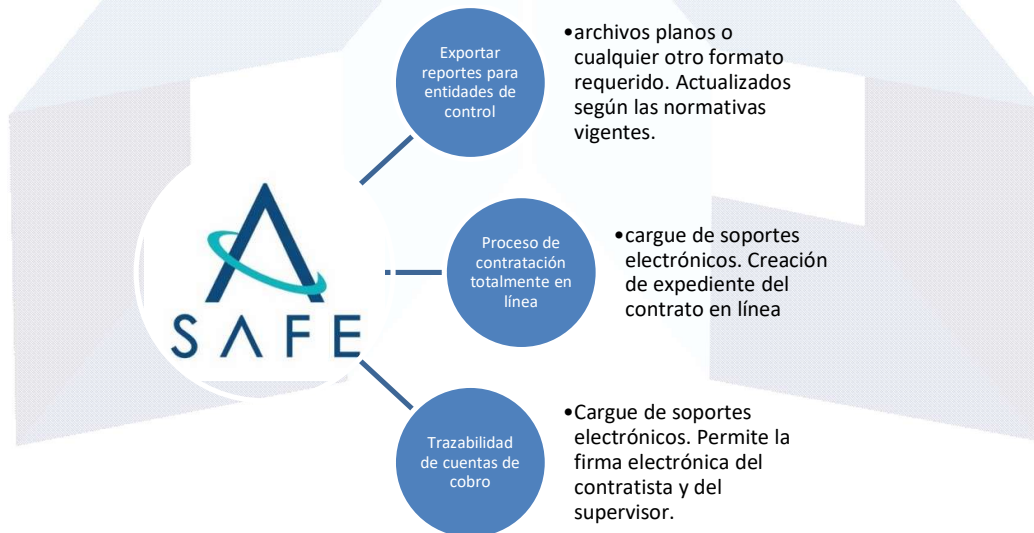 Exportar
reportes para
entidades de
control
•archivos planos o
cualquier otro formato
requerido. Actualizados
según las normativas
vigentes.
SAFE
Proceso de
contratación
totalmente en
línea
•cargue de soportes
electrónicos. Creación
de expediente del
contrato en línea
Trazabilidad
de cuentas de
cobro
•Cargue de soportes
electrónicos. Permite la
firma electrónica del
contratista y del
supervisor.